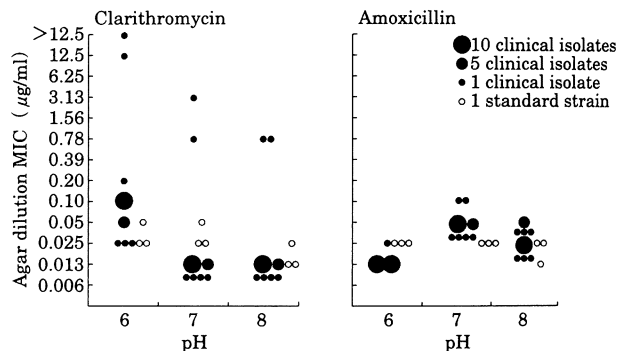 Clarithromycin
Amoxicillin
Agar dilution MIC ( μg/ml)
>12.5
12.5
6.25
3.13
1.56
0.78
0.39
0.20
0.10
0.05
0.025
0.013
0.006
10 clinical isolates
5 clinical isolates
1 clinical isolate
1 standard strain
6 7 8
pH
6 7 8
pH